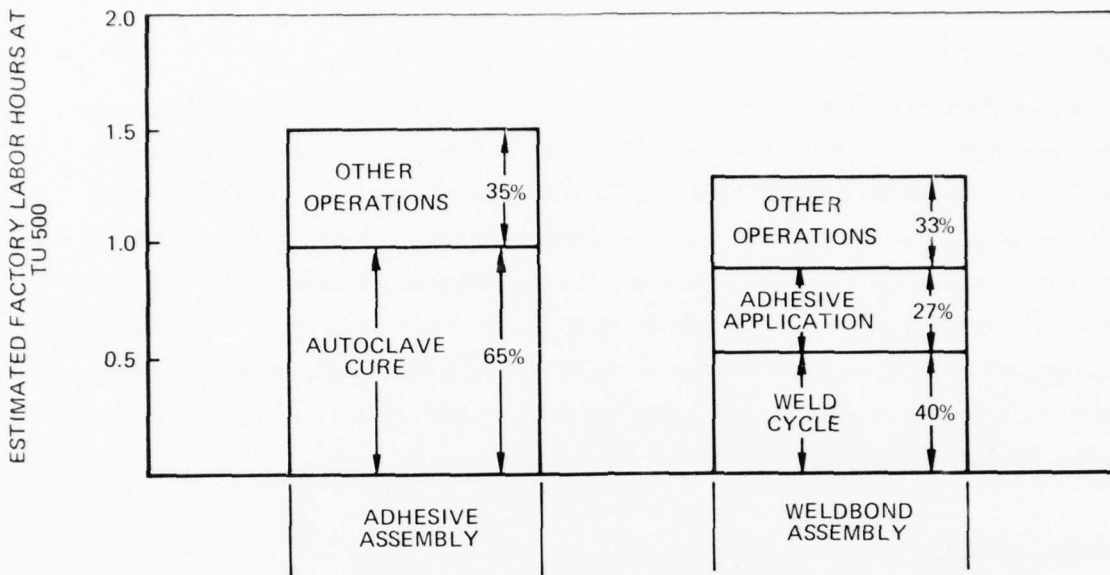 ESTIMATED FACTORY LABOR HOURS AT
TU 500
2.0
1.5
1.0
0.5
OTHER
OPERATIONS
35%
AUTOCLAVE
CURE
65%
OTHER
OPERATIONS
33%
ADHESIVE
APPLICATION
27%
WELD
CYCLE
40%
ADHESIVE
ASSEMBLY
WELDBOND
ASSEMBLY